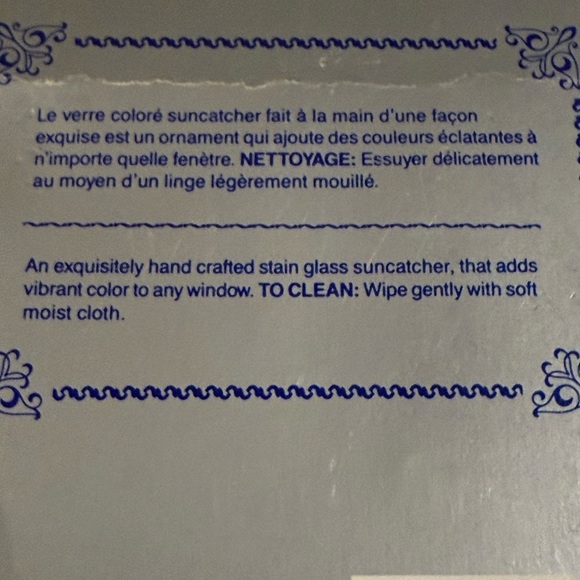 Le verre coloré suncatcher fait à la main d'une façon
exquise est un ornament qui ajoute des couleurs éclatantes à
n'importe quelle fenètre. NETTOYAGE: Essuyer délicatement
au moyen d'un linge légèrement mouillé.
An exquisitely hand crafted stain glass suncatcher, that adds
vibrant color to any window. TO CLEAN: Wipe gently with soft
moist cloth.